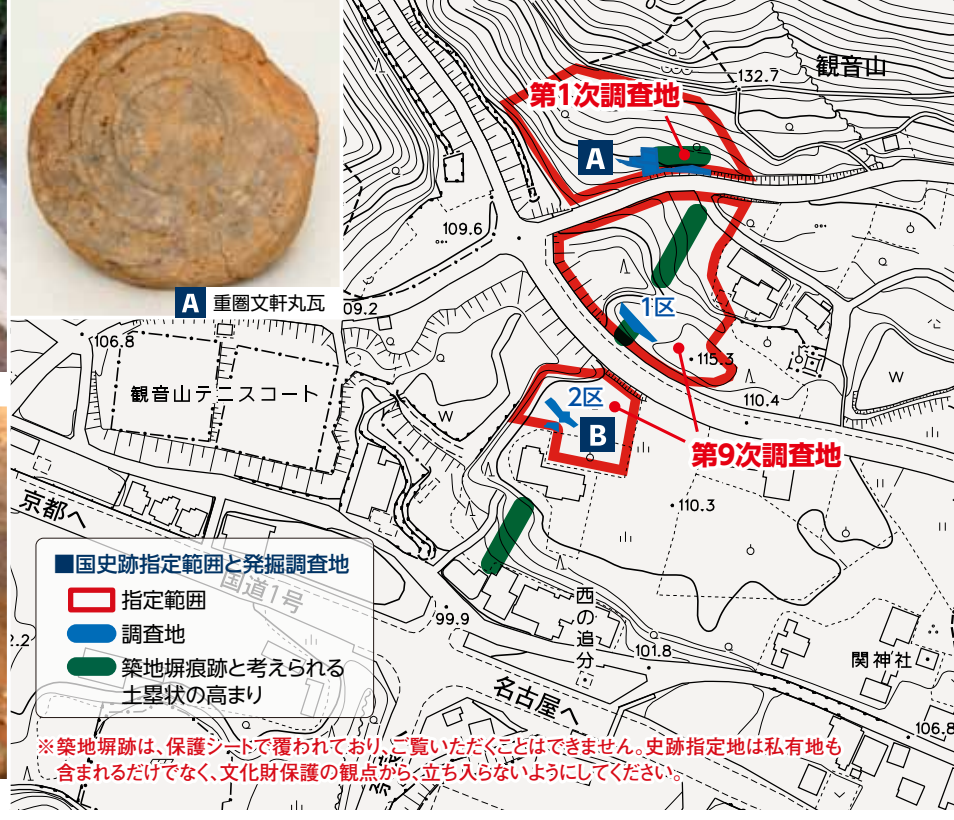 A 重圏文軒丸瓦
観音山
132.7
第1次調査地
A
109.6
09.2
1区
115.3
106.8
観音山テニスコート
110.4
2区
B
第9次調査地
110.3
京都へ
■国史跡指定範囲と発掘調査地
国道1号
指定範囲
調査地
築地塀痕跡と考えられる
土塁状の高まり
2.2
99.9
西の追分
101.8
関神社
名古屋へ
106.8
※築地塀跡は、保護シートで覆われており、ご覧いただくことはできません。史跡指定地は私有地も
含まれるだけでなく、文化財保護の観点から、立ち入らないようにしてください。